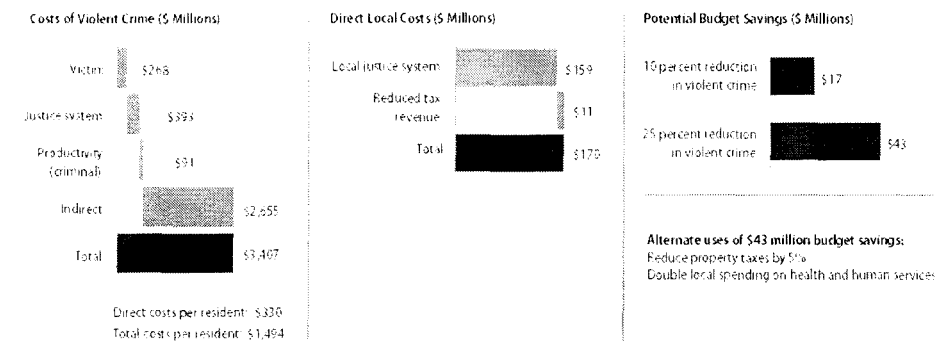 Costs of Violent Crime ($ Millions)
Victim $268
Justice system $393
Productivity
(criminal) $91
Indirect $2,655
Total $3,407
Direct costs per resident: $330
Total costs per resident: $1,494
Direct Local Costs ($ Millions)
Local justice system $159
Reduced tax
revenue $11
Total $170
Potential Budget Savings ($ Millions)
10 percent reduction
in violent crime $17
25 percent reduction
in violent crime $43
Alternate uses of $43 million budget savings:
Reduce property taxes by 5%
Double local spending on health and human services